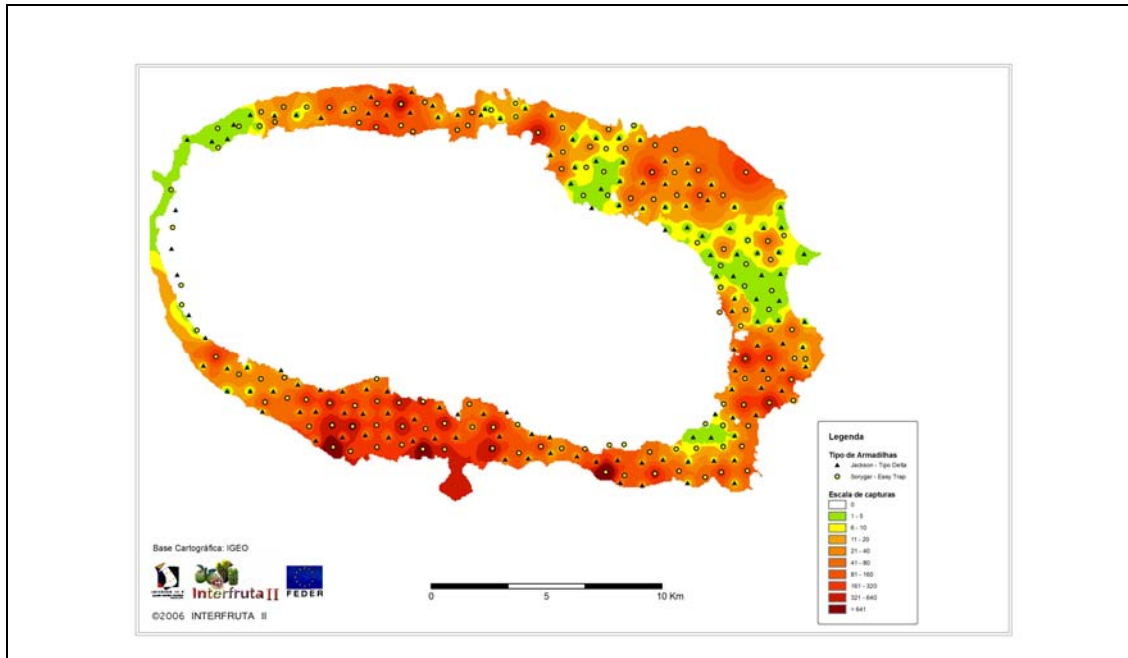 Legenda
Tipo de Armadilhas
Jackson - Tipo Delta
Sorygar - Easy Trap
Escala de capturas
0
1 - 5
6 - 10
11 - 20
21 - 40
41 - 80
81 - 160
161 - 320
321 - 640
> 641
Base Cartográfica: IGEO
Interfruta II
FEDER
0 5 10 Km
©2006 INTERFRUTA II